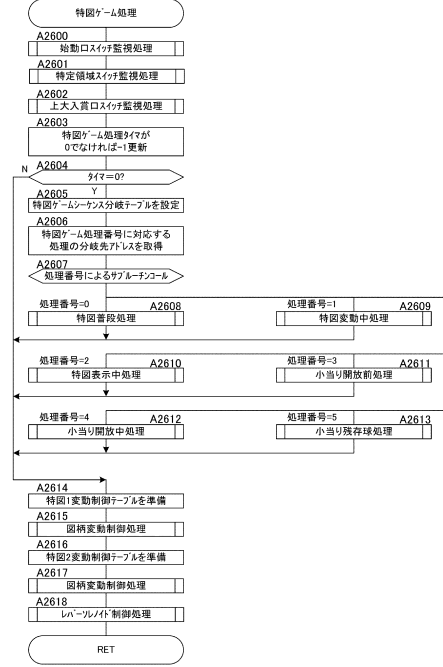 特図ゲーム処理
A2600
始動口スイッチ監視処理
A2601
特定領域スイッチ監視処理
A2602
上大入賞口スイッチ監視処理
A2603
特図ゲーム処理タイマが
0でなければ-1更新
A2604
N
タイマ=0?
Y
A2605
特図ゲームシーケンス分岐テーブルを設定
A2606
特図ゲーム処理番号に対応する
処理の分岐先アドレスを取得
A2607
処理番号によるサブルーチンコール
処理番号=0 A2608
特図普段処理
処理番号=1 A2609
特図変動中処理
処理番号=2 A2610
特図表示中処理
処理番号=3 A2611
小当り開放前処理
処理番号=4 A2612
小当り開放中処理
処理番号=5 A2613
小当り残存球処理
A2614
特図1変動制御テーブルを準備
A2615
図柄変動制御処理
A2616
特図2変動制御テーブルを準備
A2617
図柄変動制御処理
A2618
レバーソレノイド制御処理
RET